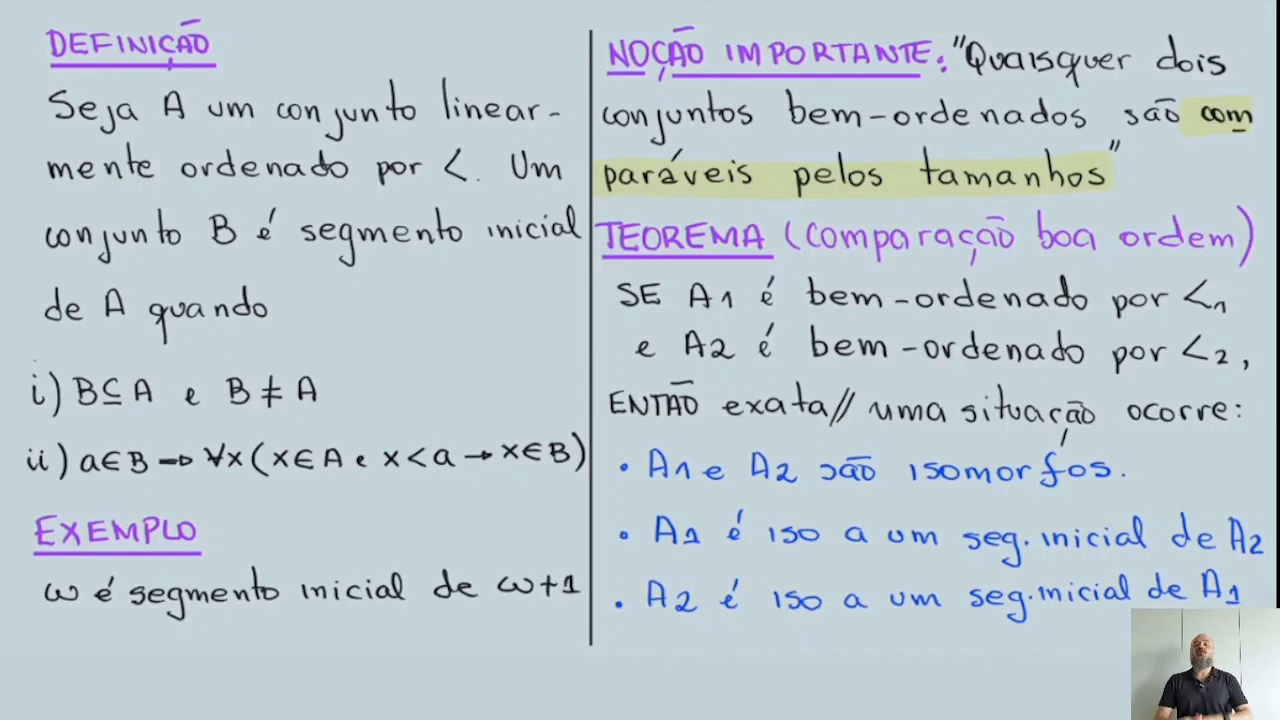 DEFINIÇÃO
Seja A um conjunto linear-
mente ordenado por <. Um
conjunto B é segmento inicial
de A quando
i) B⊆A e B≠A
ii) a∈B → ∀x(x∈A e x<a → x∈B)
EXEMPLO
ω é segmento inicial de ω+1
NOÇÃO IMPORTANTE: "Quaisquer dois
conjuntos bem-ordenados são com
paráveis pelos tamanhos"
TEOREMA (comparação boa ordem)
SE A1 é bem-ordenado por <1
e A2 é bem-ordenado por <2,
ENTÃO exata// uma situação ocorre:
• A1 e A2 são isomorfos.
• A1 é iso a um seg. inicial de A2
• A2 é iso a um seg. inicial de A1